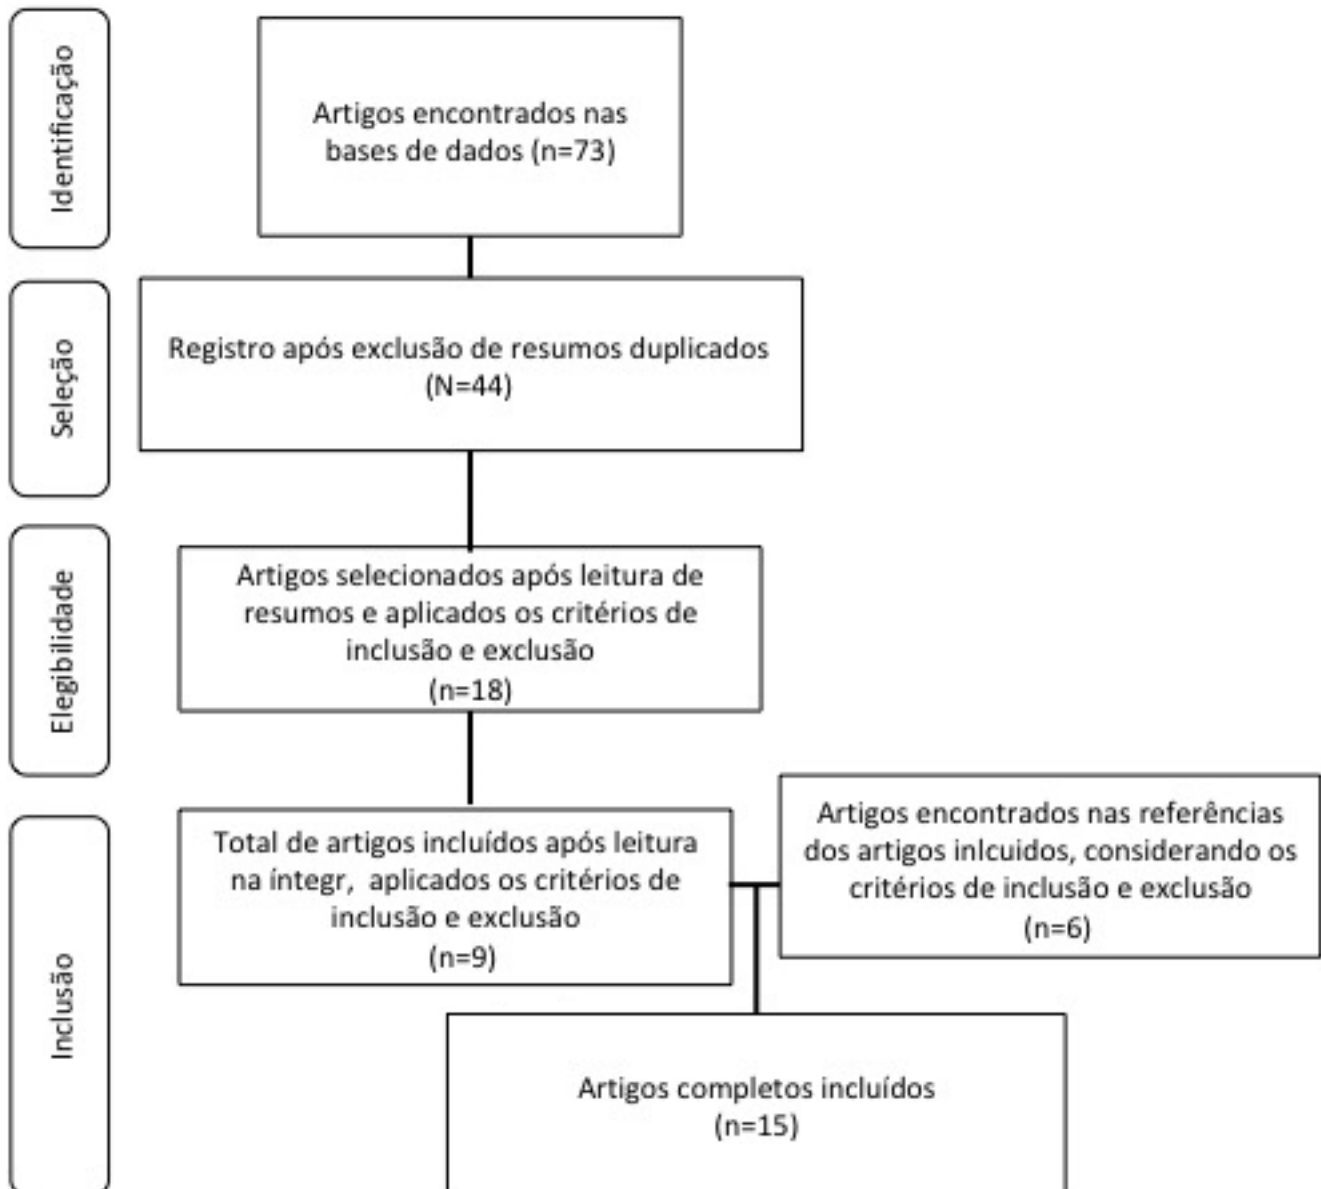 Identificação
Artigos encontrados nas
bases de dados (n=73)
Seleção
Registro após exclusão de resumos duplicados
(N=44)
Elegibilidade
Artigos selecionados após leitura de
resumos e aplicados os critérios de
inclusão e exclusão
(n=18)
Inclusão
Total de artigos incluídos após leitura
na íntegr, aplicados os critérios de
inclusão e exclusão
(n=9)
Artigos encontrados nas referências
dos artigos inlcuidos, considerando os
critérios de inclusão e exclusão
(n=6)
Artigos completos incluídos
(n=15)